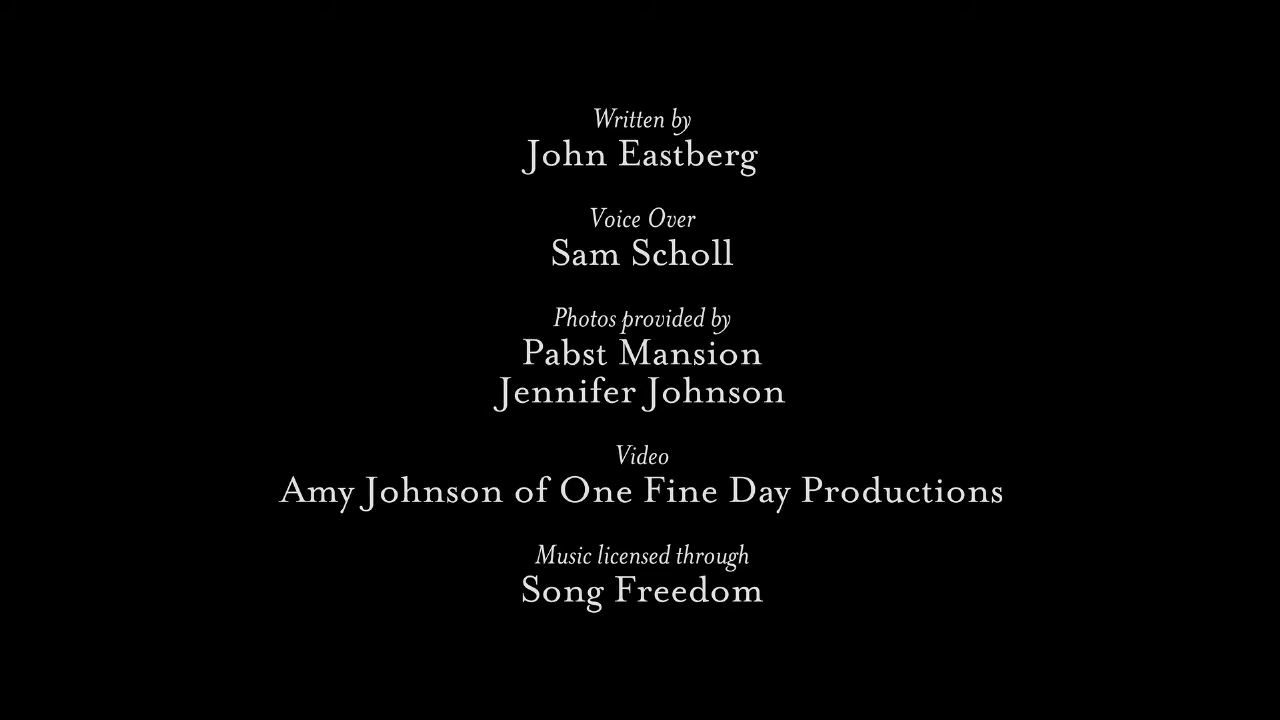 Written by
John Eastberg
Voice Over
Sam Scholl
Photos provided by
Pabst Mansion
Jennifer Johnson
Video
Amy Johnson of One Fine Day Productions
Music licensed through
Song Freedom